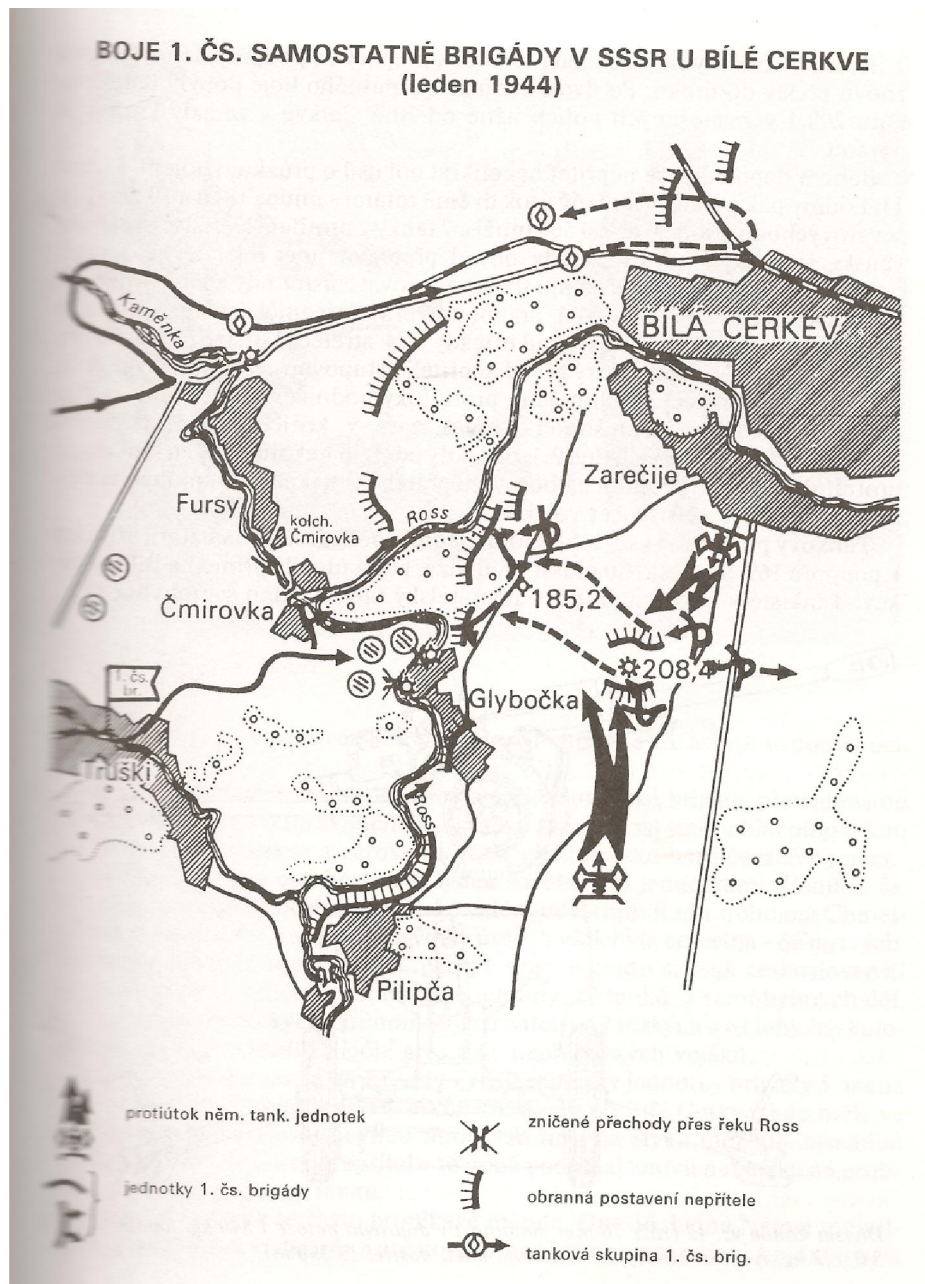 BOJE 1. ČS. SAMOSTATNÉ BRIGÁDY V SSSR U BÍLÉ CERKVE
(leden 1944)
Kaměnka
BÍLÁ CERKEV
Zarečije
Fursy
kolch.
Čmirovka
Ross
Čmirovka
185,2
1. čs.
br.
208,4
Glybočka
Truški
Ross
Pilipča
protiútok něm. tank. jednotek
zničené přechody přes řeku Ross
jednotky 1. čs. brigády
obranná postavení nepřítele
tanková skupina 1. čs. brig.